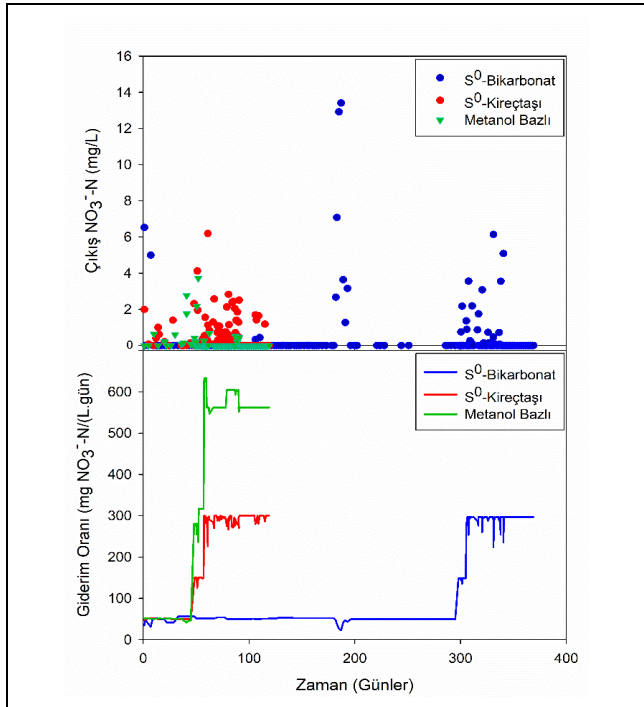 Çıkış NO₃⁻-N (mg/L)
16
14
12
10
8
6
4
2
0
S⁰-Bikarbonat
S⁰-Kireçtaşı
Metanol Bazlı
Giderim Oranı (mg NO₃⁻-N/(L.gün)
600
500
400
300
200
100
0
S⁰-Bikarbonat
S⁰-Kireçtaşı
Metanol Bazlı
0 100 200 300 400
Zaman (Günler)